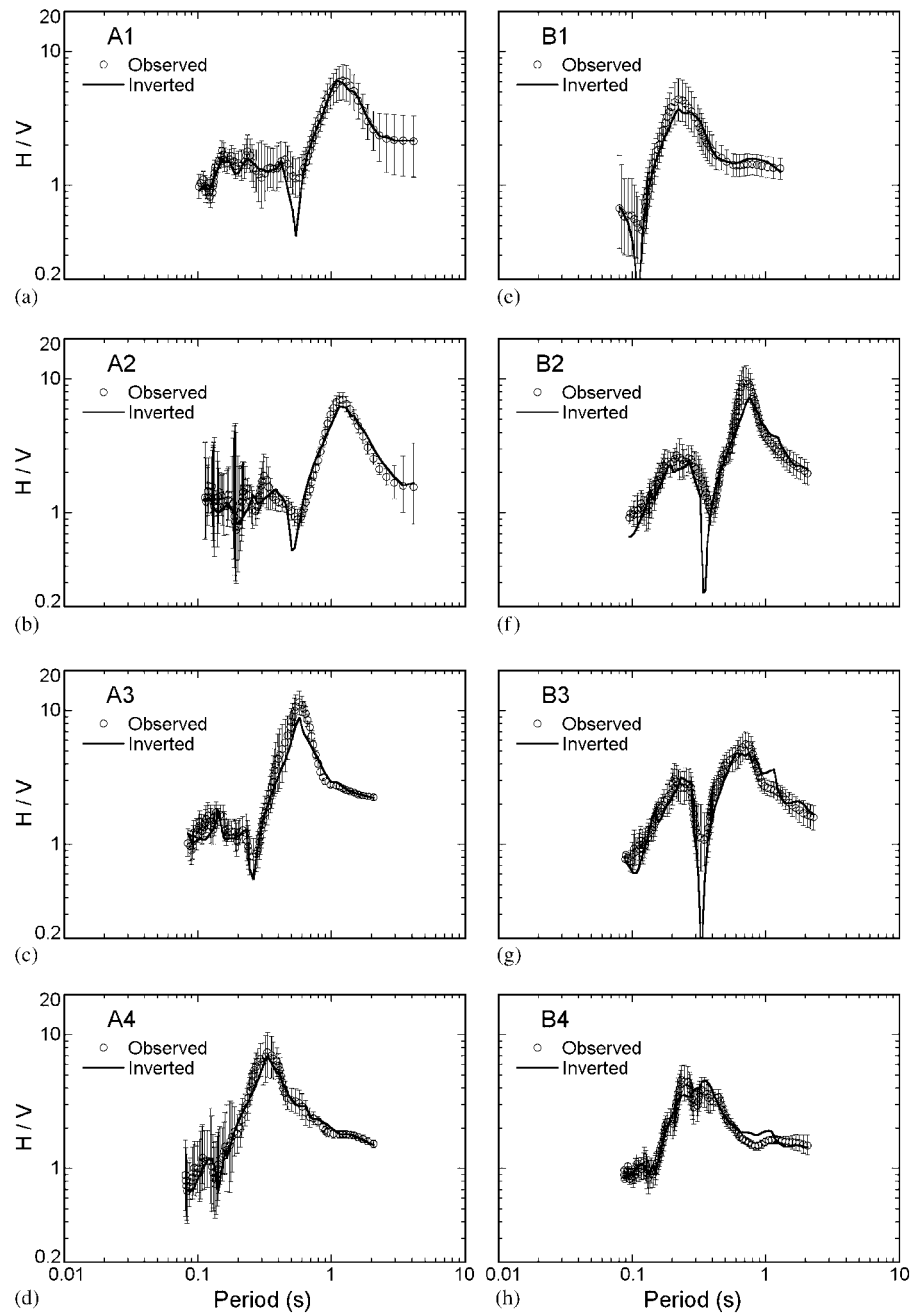 20
10
1
0.2
H / V
A1
Observed
Inverted
(a)
B1
Observed
Inverted
(e)
20
10
1
0.2
H / V
A2
Observed
Inverted
(b)
B2
Observed
Inverted
(f)
20
10
1
0.2
H / V
A3
Observed
Inverted
(c)
B3
Observed
Inverted
(g)
20
10
1
0.2
H / V
A4
Observed
Inverted
0.01 0.1 1 10
Period (s)
(d)
B4
Observed
Inverted
0.1 1 10
Period (s)
(h)